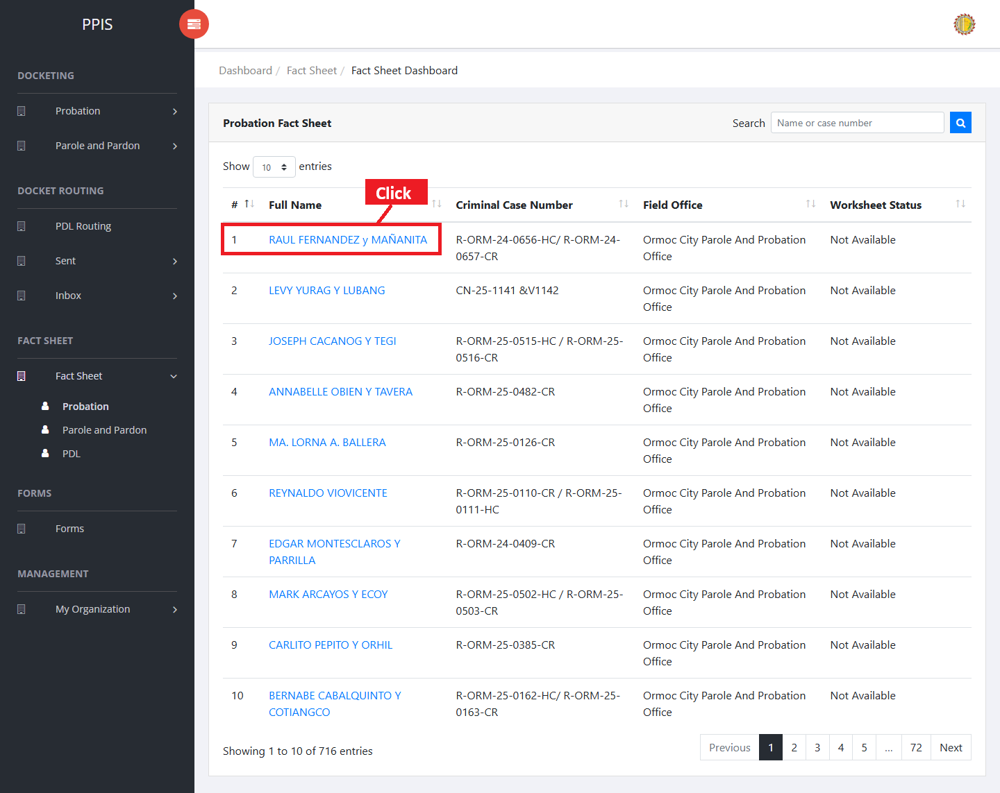 PPIS
DOCKETING
Probation
Parole and Pardon
DOCKET ROUTING
PDL Routing
Sent
Inbox
FACT SHEET
Fact Sheet
Probation
Parole and Pardon
PDL
FORMS
Forms
MANAGEMENT
My Organization
Dashboard / Fact Sheet / Fact Sheet Dashboard
Probation Fact Sheet Search Name or case number
Show 10 entries
Click
# Full Name Criminal Case Number Field Office Worksheet Status
1 RAUL FERNANDEZ y MAÑANITA R-ORM-24-0656-HC/ R-ORM-24- Ormoc City Parole And Probation Not Available
0657-CR Office
2 LEVY YURAG Y LUBANG CN-25-1141 &V1142 Ormoc City Parole And Probation Not Available
Office
3 JOSEPH CACANOG Y TEGI R-ORM-25-0515-HC / R-ORM-25- Ormoc City Parole And Probation Not Available
0516-CR Office
4 ANNABELLE OBIEN Y TAVERA R-ORM-25-0482-CR Ormoc City Parole And Probation Not Available
Office
5 MA. LORNA A. BALLERA R-ORM-25-0126-CR Ormoc City Parole And Probation Not Available
Office
6 REYNALDO VIOVICENTE R-ORM-25-0110-CR / R-ORM-25- Ormoc City Parole And Probation Not Available
0111-HC Office
7 EDGAR MONTESCLAROS Y R-ORM-24-0409-CR Ormoc City Parole And Probation Not Available
PARRILLA Office
8 MARK ARCAYOS Y ECOY R-ORM-25-0502-HC / R-ORM-25- Ormoc City Parole And Probation Not Available
0503-CR Office
9 CARLITO PEPITO Y ORHIL R-ORM-25-0385-CR Ormoc City Parole And Probation Not Available
Office
10 BERNABE CABALQUINTO Y R-ORM-25-0162-HC/ R-ORM-25- Ormoc City Parole And Probation Not Available
COTIANGCO 0163-CR Office
Showing 1 to 10 of 716 entries Previous 1 2 3 4 5 ... 72 Next